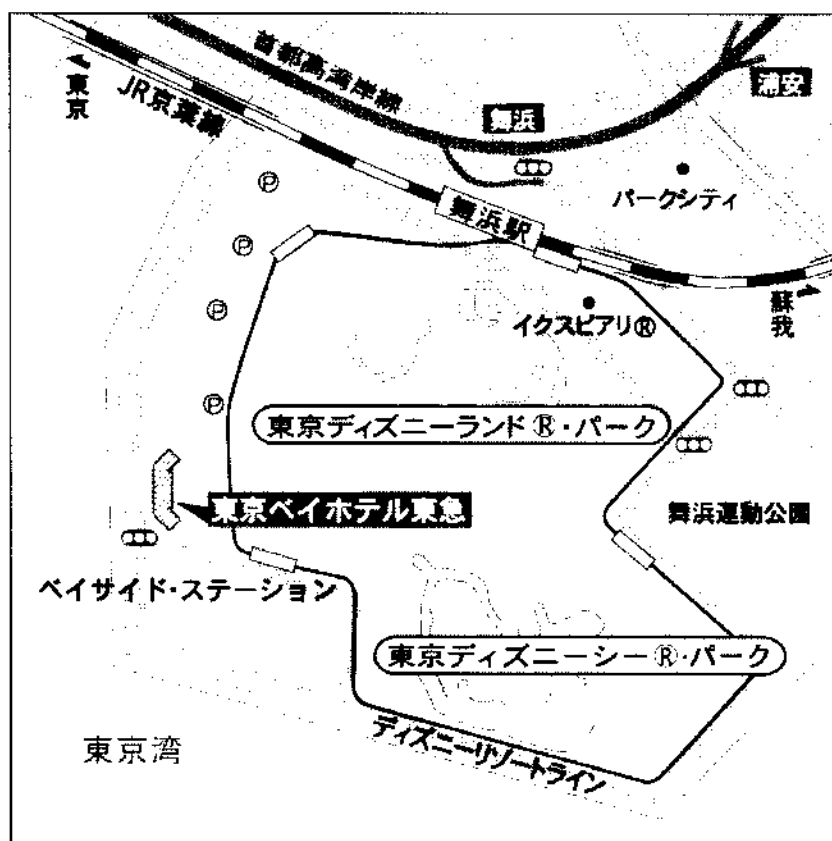 首都高湾岸線
東京
JR京葉線
舞浜
浦安
パークシティ
舞浜駅
蘇我
イクスピアリ®
Ⓟ
Ⓟ
Ⓟ
Ⓟ
東京ディズニーランド®・パーク
東京ベイホテル東急
舞浜運動公園
ベイサイド・ステーション
東京ディズニーシー®・パーク
東京湾
ディズニーリゾートライン